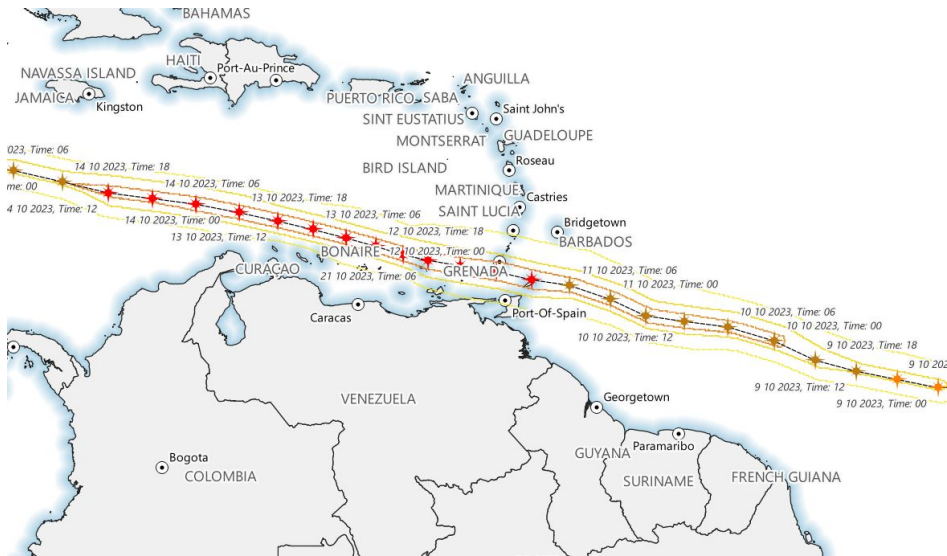 BAHAMAS
HAITI
Port-Au-Prince
NAVASSA ISLAND
JAMAICA
Kingston
PUERTO RICO
SABA
ANGUILLA
SINT EUSTATIUS
Saint John's
MONTSERRAT
GUADELOUPE
BIRD ISLAND
Roseau
MARTINIQUE
Castries
SAINT LUCIA
Bridgetown
BARBADOS
2023, Time: 06
14 10 2023, Time: 18
14 10 2023, Time: 06
13 10 2023, Time: 18
13 10 2023, Time: 06
12 10 2023, Time: 18
me: 00
4 10 2023, Time: 12
14 10 2023, Time: 00
13 10 2023, Time: 12
12 10 2023, Time: 00
BONAIRE
CURAÇAO
GRENADA
21 10 2023, Time: 06
11 10 2023, Time: 06
11 10 2023, Time: 00
Caracas
Port-Of-Spain
10 10 2023, Time: 06
10 10 2023, Time: 00
10 10 2023, Time: 12
9 10 2023, Time: 18
9 10 202
9 10 2023, Time: 12
9 10 2023, Time: 00
VENEZUELA
Georgetown
GUYANA
Paramaribo
SURINAME
FRENCH GUIANA
Bogota
COLOMBIA